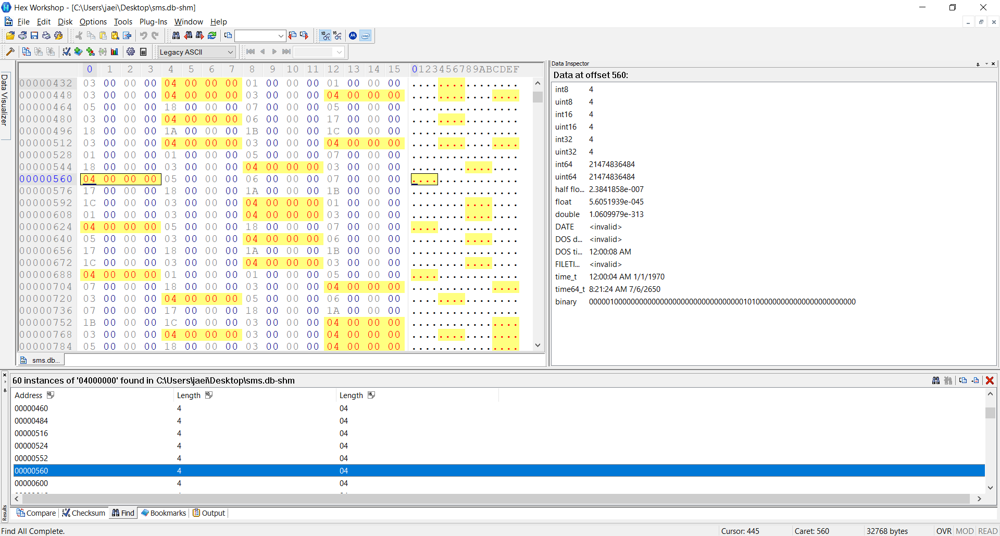 Hex Workshop - [C:\Users\jaei\Desktop\sms.db-shm]
File Edit Disk Options Tools Plug-Ins Window Help
Legacy ASCII
Data Visualizer
0 1 2 3 4 5 6 7 8 9 10 11 12 13 14 15 0123456789ABCDEF
00000432 03 00 00 00 04 00 00 00 01 00 00 00 01 00 00 00 ................
00000448 03 00 00 00 04 00 00 00 03 00 00 00 04 00 00 00 ................
00000464 05 00 00 00 18 00 00 00 07 00 00 00 05 00 00 00 ................
00000480 03 00 00 00 04 00 00 00 06 00 00 00 17 00 00 00 ................
00000496 18 00 00 00 1A 00 00 00 1B 00 00 00 1C 00 00 00 ................
00000512 03 00 00 00 04 00 00 00 03 00 00 00 04 00 00 00 ................
00000528 01 00 00 00 01 00 00 00 05 00 00 00 07 00 00 00 ................
00000544 18 00 00 00 03 00 00 00 04 00 00 00 03 00 00 00 ................
00000560 04 00 00 00 05 00 00 00 06 00 00 00 07 00 00 00 ................
00000576 17 00 00 00 18 00 00 00 1A 00 00 00 1B 00 00 00 ................
00000592 1C 00 00 00 03 00 00 00 04 00 00 00 01 00 00 00 ................
00000608 01 00 00 00 03 00 00 00 04 00 00 00 03 00 00 00 ................
00000624 04 00 00 00 05 00 00 00 18 00 00 00 07 00 00 00 ................
00000640 05 00 00 00 03 00 00 00 04 00 00 00 06 00 00 00 ................
00000656 17 00 00 00 18 00 00 00 1A 00 00 00 1B 00 00 00 ................
00000672 1C 00 00 00 03 00 00 00 04 00 00 00 03 00 00 00 ................
00000688 04 00 00 00 01 00 00 00 01 00 00 00 05 00 00 00 ................
00000704 07 00 00 00 18 00 00 00 03 00 00 00 04 00 00 00 ................
00000720 03 00 00 00 04 00 00 00 05 00 00 00 06 00 00 00 ................
00000736 07 00 00 00 17 00 00 00 18 00 00 00 1A 00 00 00 ................
00000752 1B 00 00 00 1C 00 00 00 03 00 00 00 04 00 00 00 ................
00000768 03 00 00 00 04 00 00 00 03 00 00 00 04 00 00 00 ................
00000784 05 00 00 00 18 00 00 00 03 00 00 00 04 00 00 00 ................
sms.db...
Data Inspector
Data at offset 560:
int8 4
uint8 4
int16 4
uint16 4
int32 4
uint32 4
int64 21474836484
uint64 21474836484
half flo... 2.3841858e-007
float 5.6051939e-045
double 1.0609979e-313
DATE <invalid>
DOS d... <invalid>
DOS ti... 12:00:08 AM
FILETI... <invalid>
time_t 12:00:04 AM 1/1/1970
time64_t 8:21:24 AM 7/6/2650
binary 0000010000000000000000000000000000000101000000000000000000000000
60 instances of '04000000' found in C:\Users\jaei\Desktop\sms.db-shm
Address Length Length
00000460 4 04
00000484 4 04
00000516 4 04
00000524 4 04
00000552 4 04
00000560 4 04
00000600 4 04
Results
Compare Checksum Find Bookmarks Output
Find All Complete.
Cursor: 445 Caret: 560 32768 bytes OVR MOD READ